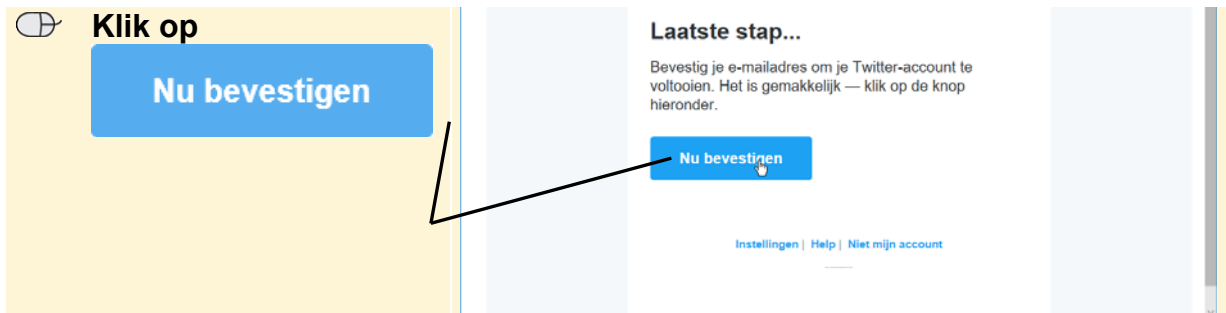 Klik op
Nu bevestigen
Laatste stap...
Bevestig je e-mailadres om je Twitter-account te
voltooien. Het is gemakkelijk — klik op de knop
hieronder.
Nu bevestigen
Instellingen | Help | Niet mijn account